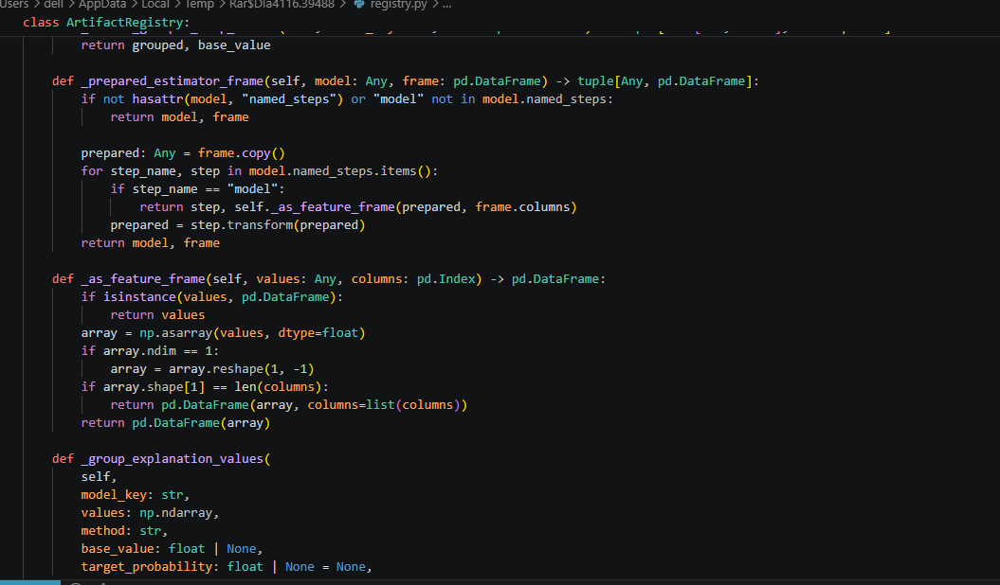 Users > dell > AppData > Local > Temp > Rar$DIa4116.39488 > registry.py > ...
class ArtifactRegistry:
        return grouped, base_value
    def _prepared_estimator_frame(self, model: Any, frame: pd.DataFrame) -> tuple[Any, pd.DataFrame]:
        if not hasattr(model, "named_steps") or "model" not in model.named_steps:
            return model, frame
        prepared: Any = frame.copy()
        for step_name, step in model.named_steps.items():
            if step_name == "model":
                return step, self._as_feature_frame(prepared, frame.columns)
            prepared = step.transform(prepared)
        return model, frame
    def _as_feature_frame(self, values: Any, columns: pd.Index) -> pd.DataFrame:
        if isinstance(values, pd.DataFrame):
            return values
        array = np.asarray(values, dtype=float)
        if array.ndim == 1:
            array = array.reshape(1, -1)
        if array.shape[1] == len(columns):
            return pd.DataFrame(array, columns=list(columns))
        return pd.DataFrame(array)
    def _group_explanation_values(
        self,
        model_key: str,
        values: np.ndarray,
        method: str,
        base_value: float | None,
        target_probability: float | None = None,